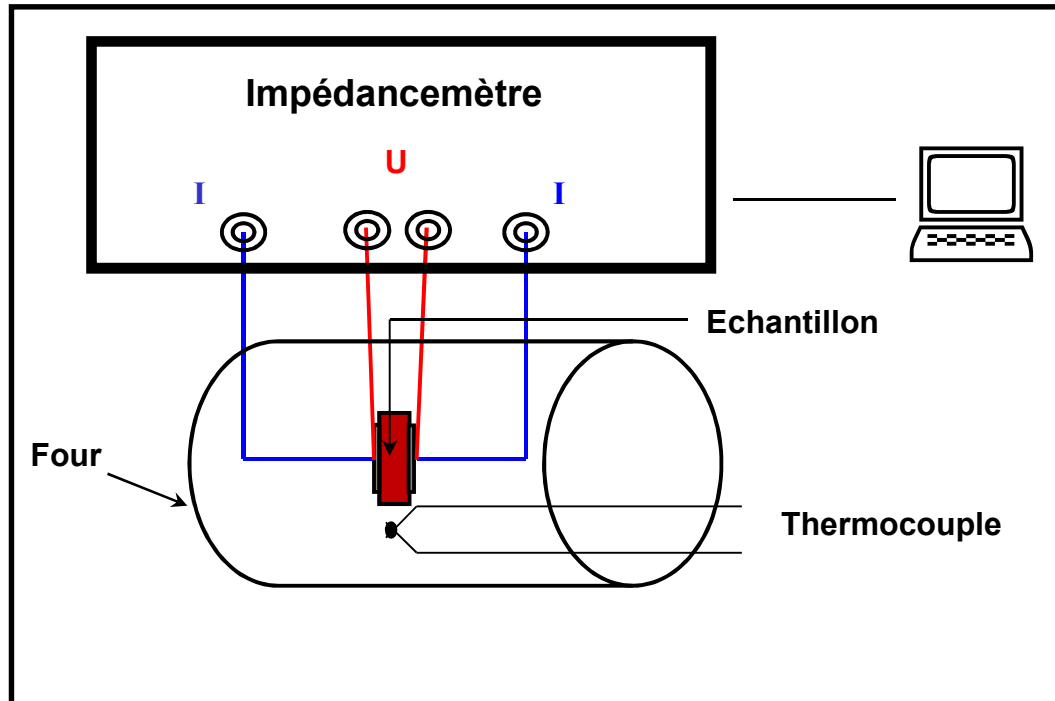 Impédancemètre
U
I
I
Echantillon
Four
Thermocouple